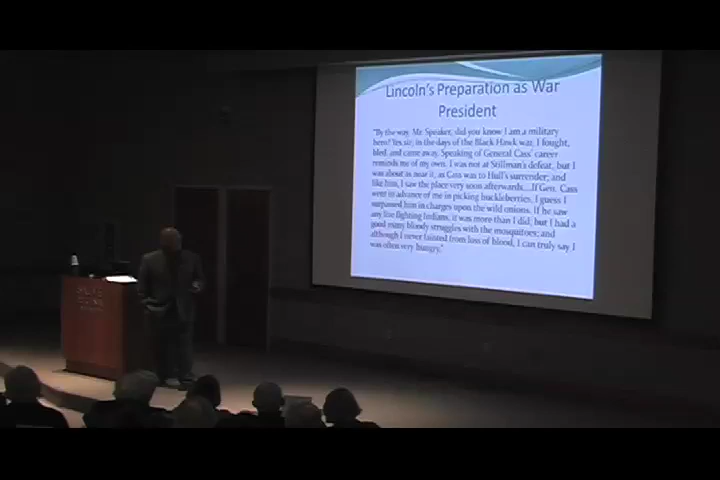 Lincoln's Preparation as War
President
"By the way, Mr. Speaker, did you know I am a military
hero? Yes sir; in the days of the Black Hawk war, I fought,
bled, and came away. Speaking of General Cass' career
reminds me of my own. I was not at Stillman's defeat, but I
was about as near it, as Cass was to Hull's surrender; and
like him, I saw the place very soon afterwards....If Gen. Cass
went in advance of me in picking huckleberries, I guess I
surpassed him in charges upon the wild onions. If he saw
any live fighting Indians, it was more than I did; but I had a
good many bloody struggles with the mosquitoes; and
although I never fainted from loss of blood, I can truly say I
was often very hungry."